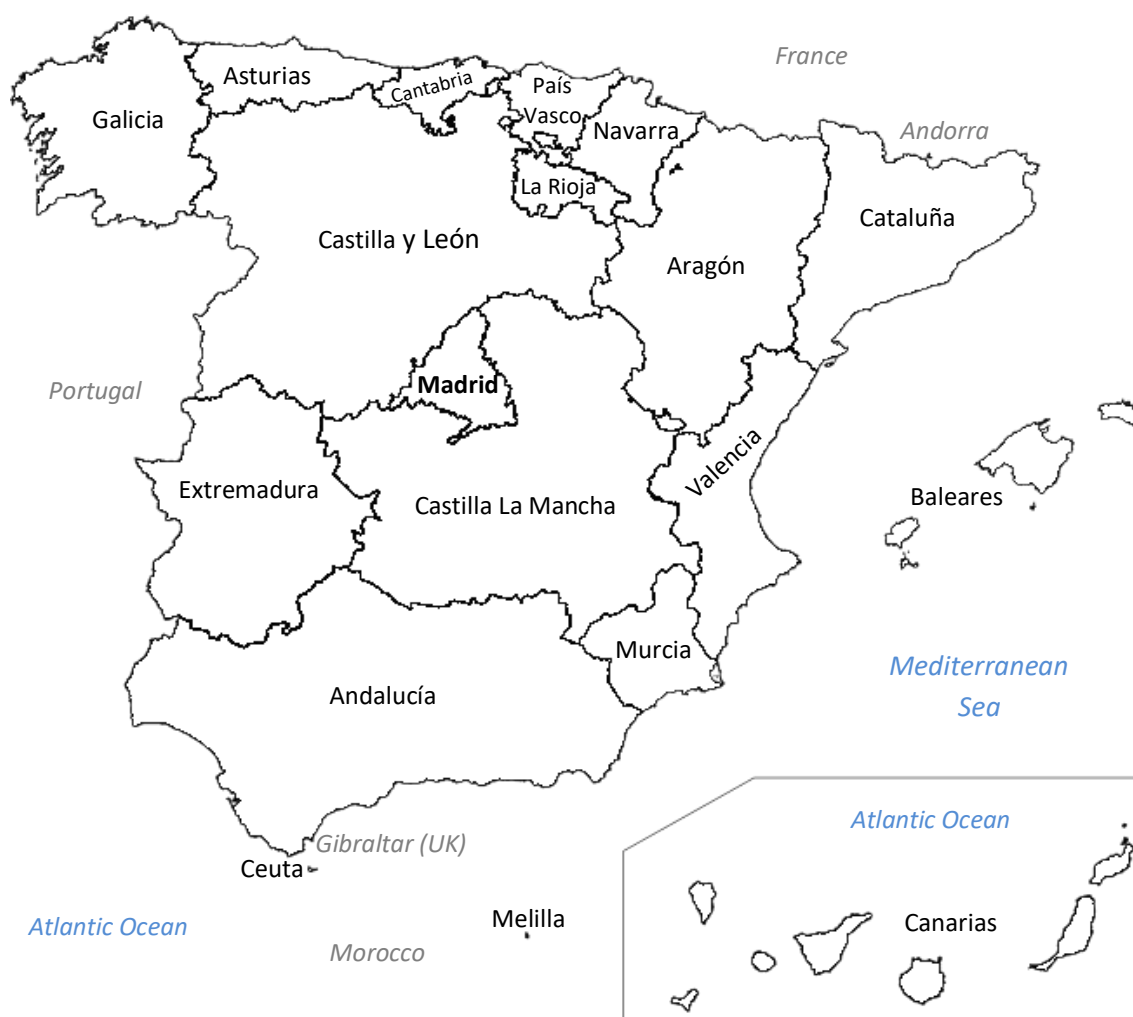 France
Asturias
Cantabria
País
Vasco
Galicia
Navarra
Andorra
La Rioja
Cataluña
Castilla y León
Aragón
Portugal
Madrid
Valencia
Extremadura
Castilla La Mancha
Baleares
Murcia
Mediterranean
Sea
Andalucía
Atlantic Ocean
Gibraltar (UK)
Ceuta
Melilla
Canarias
Atlantic Ocean
Morocco